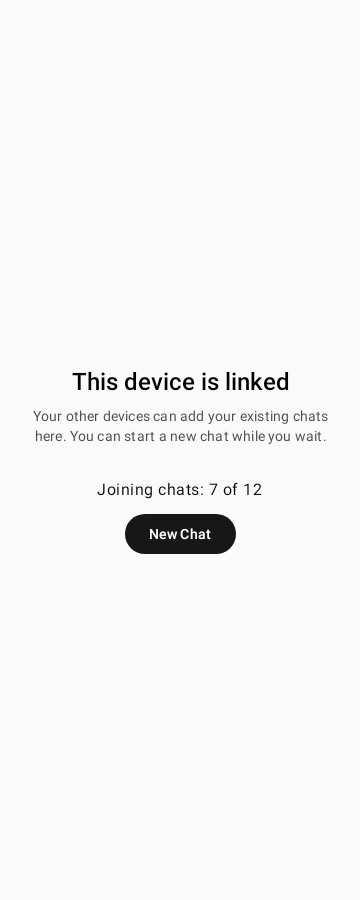 This device is linked
Your other devices can add your existing chats
here. You can start a new chat while you wait.
Joining chats: 7 of 12
New Chat